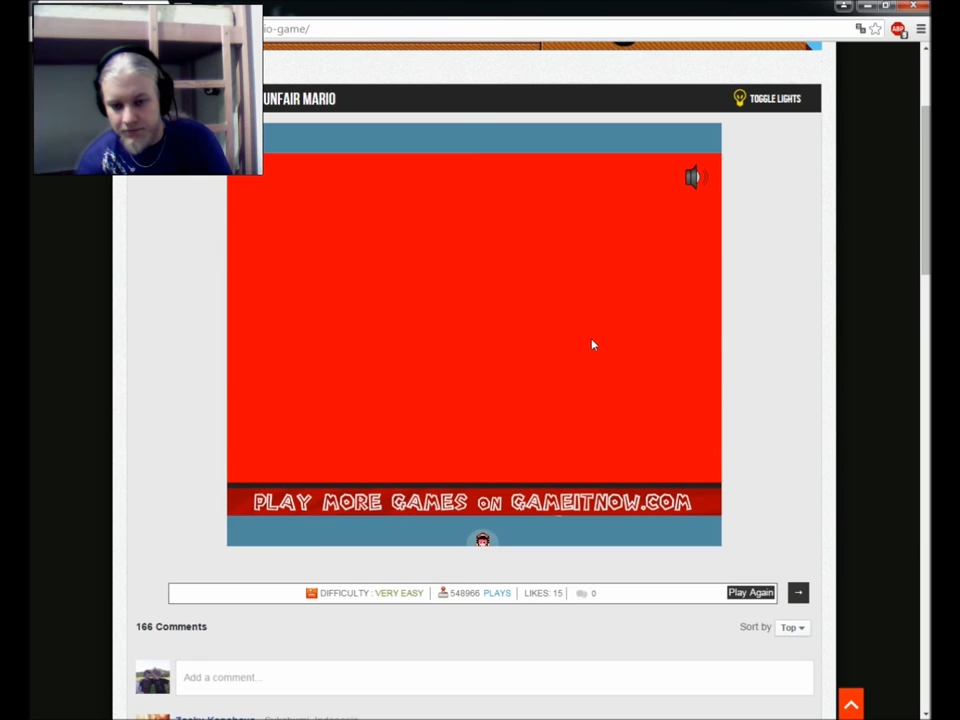 io-game/
UNFAIR MARIO
TOGGLE LIGHTS
PLAY MORE GAMES ON GAMEITNOW.COM
DIFFICULTY : VERY EASY
548966 PLAYS
LIKES: 15
0
Play Again
→
166 Comments
Sort by Top
Add a comment...